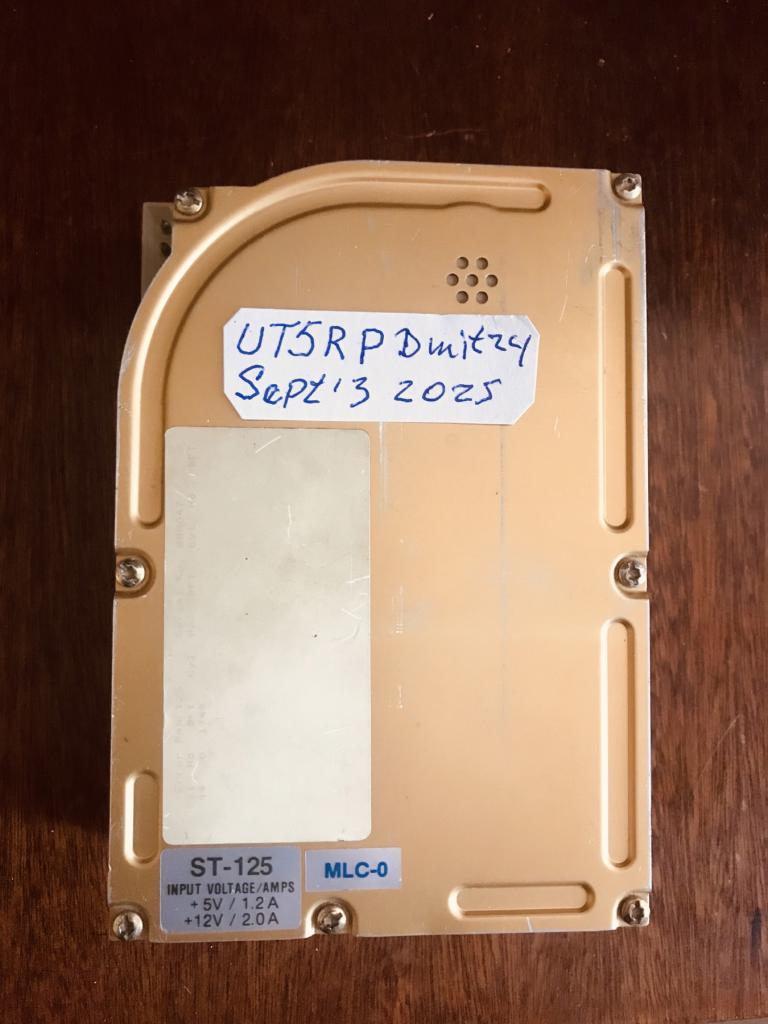 UT5RP Dmitry
Sept'3 2025
ST-125
INPUT VOLTAGE/AMPS
+5V / 1.2A
+12V / 2.0A
MLC-0